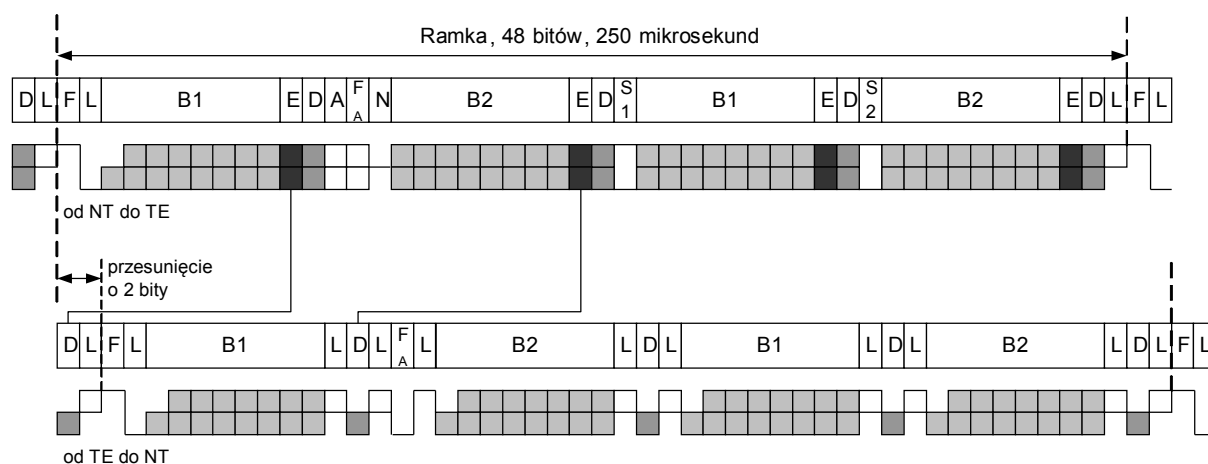 Ramka, 48 bitów, 250 mikrosekund
D L F L B1 E D A F A N B2 E D S 1 B1 E D S 2 B2 E D L F L
od NT do TE
przesunięcie
o 2 bity
D L F L B1 L D L F A L B2 L D L B1 L D L B2 L D L F L
od TE do NT